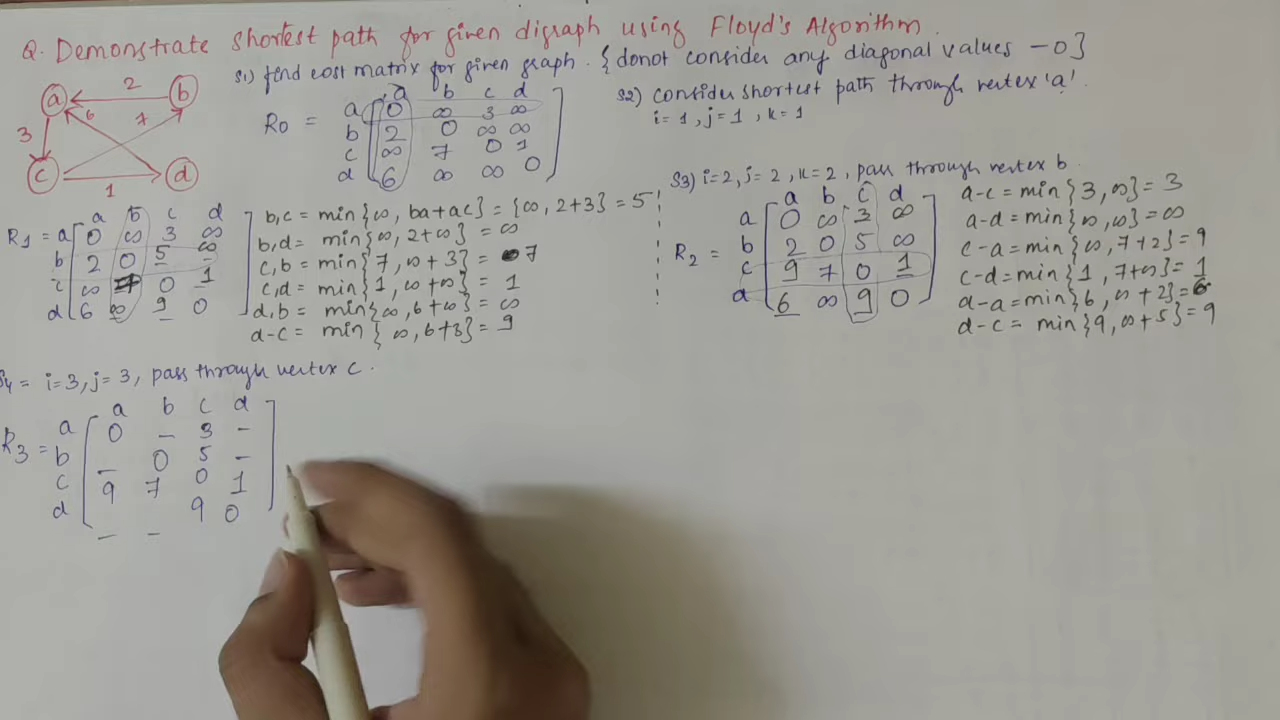 Q. Demonstrate shortest path for given digraph using Floyd's Algorithm.
S1) find cost matrix for given graph. {donot consider any diagonal values -0}
a 2 b
3 6 7
c 1 d
R0 =
a b c d
a 0 ∞ 3 ∞
b 2 0 ∞ ∞
c ∞ 7 0 1
d 6 ∞ ∞ 0
S2) consider shortest path through vertex 'a'.
i=1, j=1, k=1
R1 =
a b c d
a 0 ∞ 3 ∞
b 2 0 5 ∞
c ∞ 7 0 1
d 6 ∞ 9 0
b,c = min{∞, ba+ac} = {∞, 2+3} = 5
b,d = min{∞, 2+∞} = ∞
c,b = min{7, ∞+3} = 7
c,d = min{1, ∞+∞} = 1
d,b = min{∞, 6+∞} = ∞
d-c = min{∞, 6+3} = 9
S3) i=2, j=2, k=2, pass through vertex b.
R2 =
a b c d
a 0 ∞ 3 ∞
b 2 0 5 ∞
c 9 7 0 1
d 6 ∞ 9 0
a-c = min{3, ∞} = 3
a-d = min{∞, ∞} = ∞
c-a = min{∞, 7+2} = 9
c-d = min{1, 7+∞} = 1
d-a = min{6, ∞+2} = 6
d-c = min{9, ∞+5} = 9
S4 = i=3, j=3, pass through vertex c.
R3 =
a b c d
a 0 - 3 -
b - 0 5 -
c 9 7 0 1
d - - 9 0